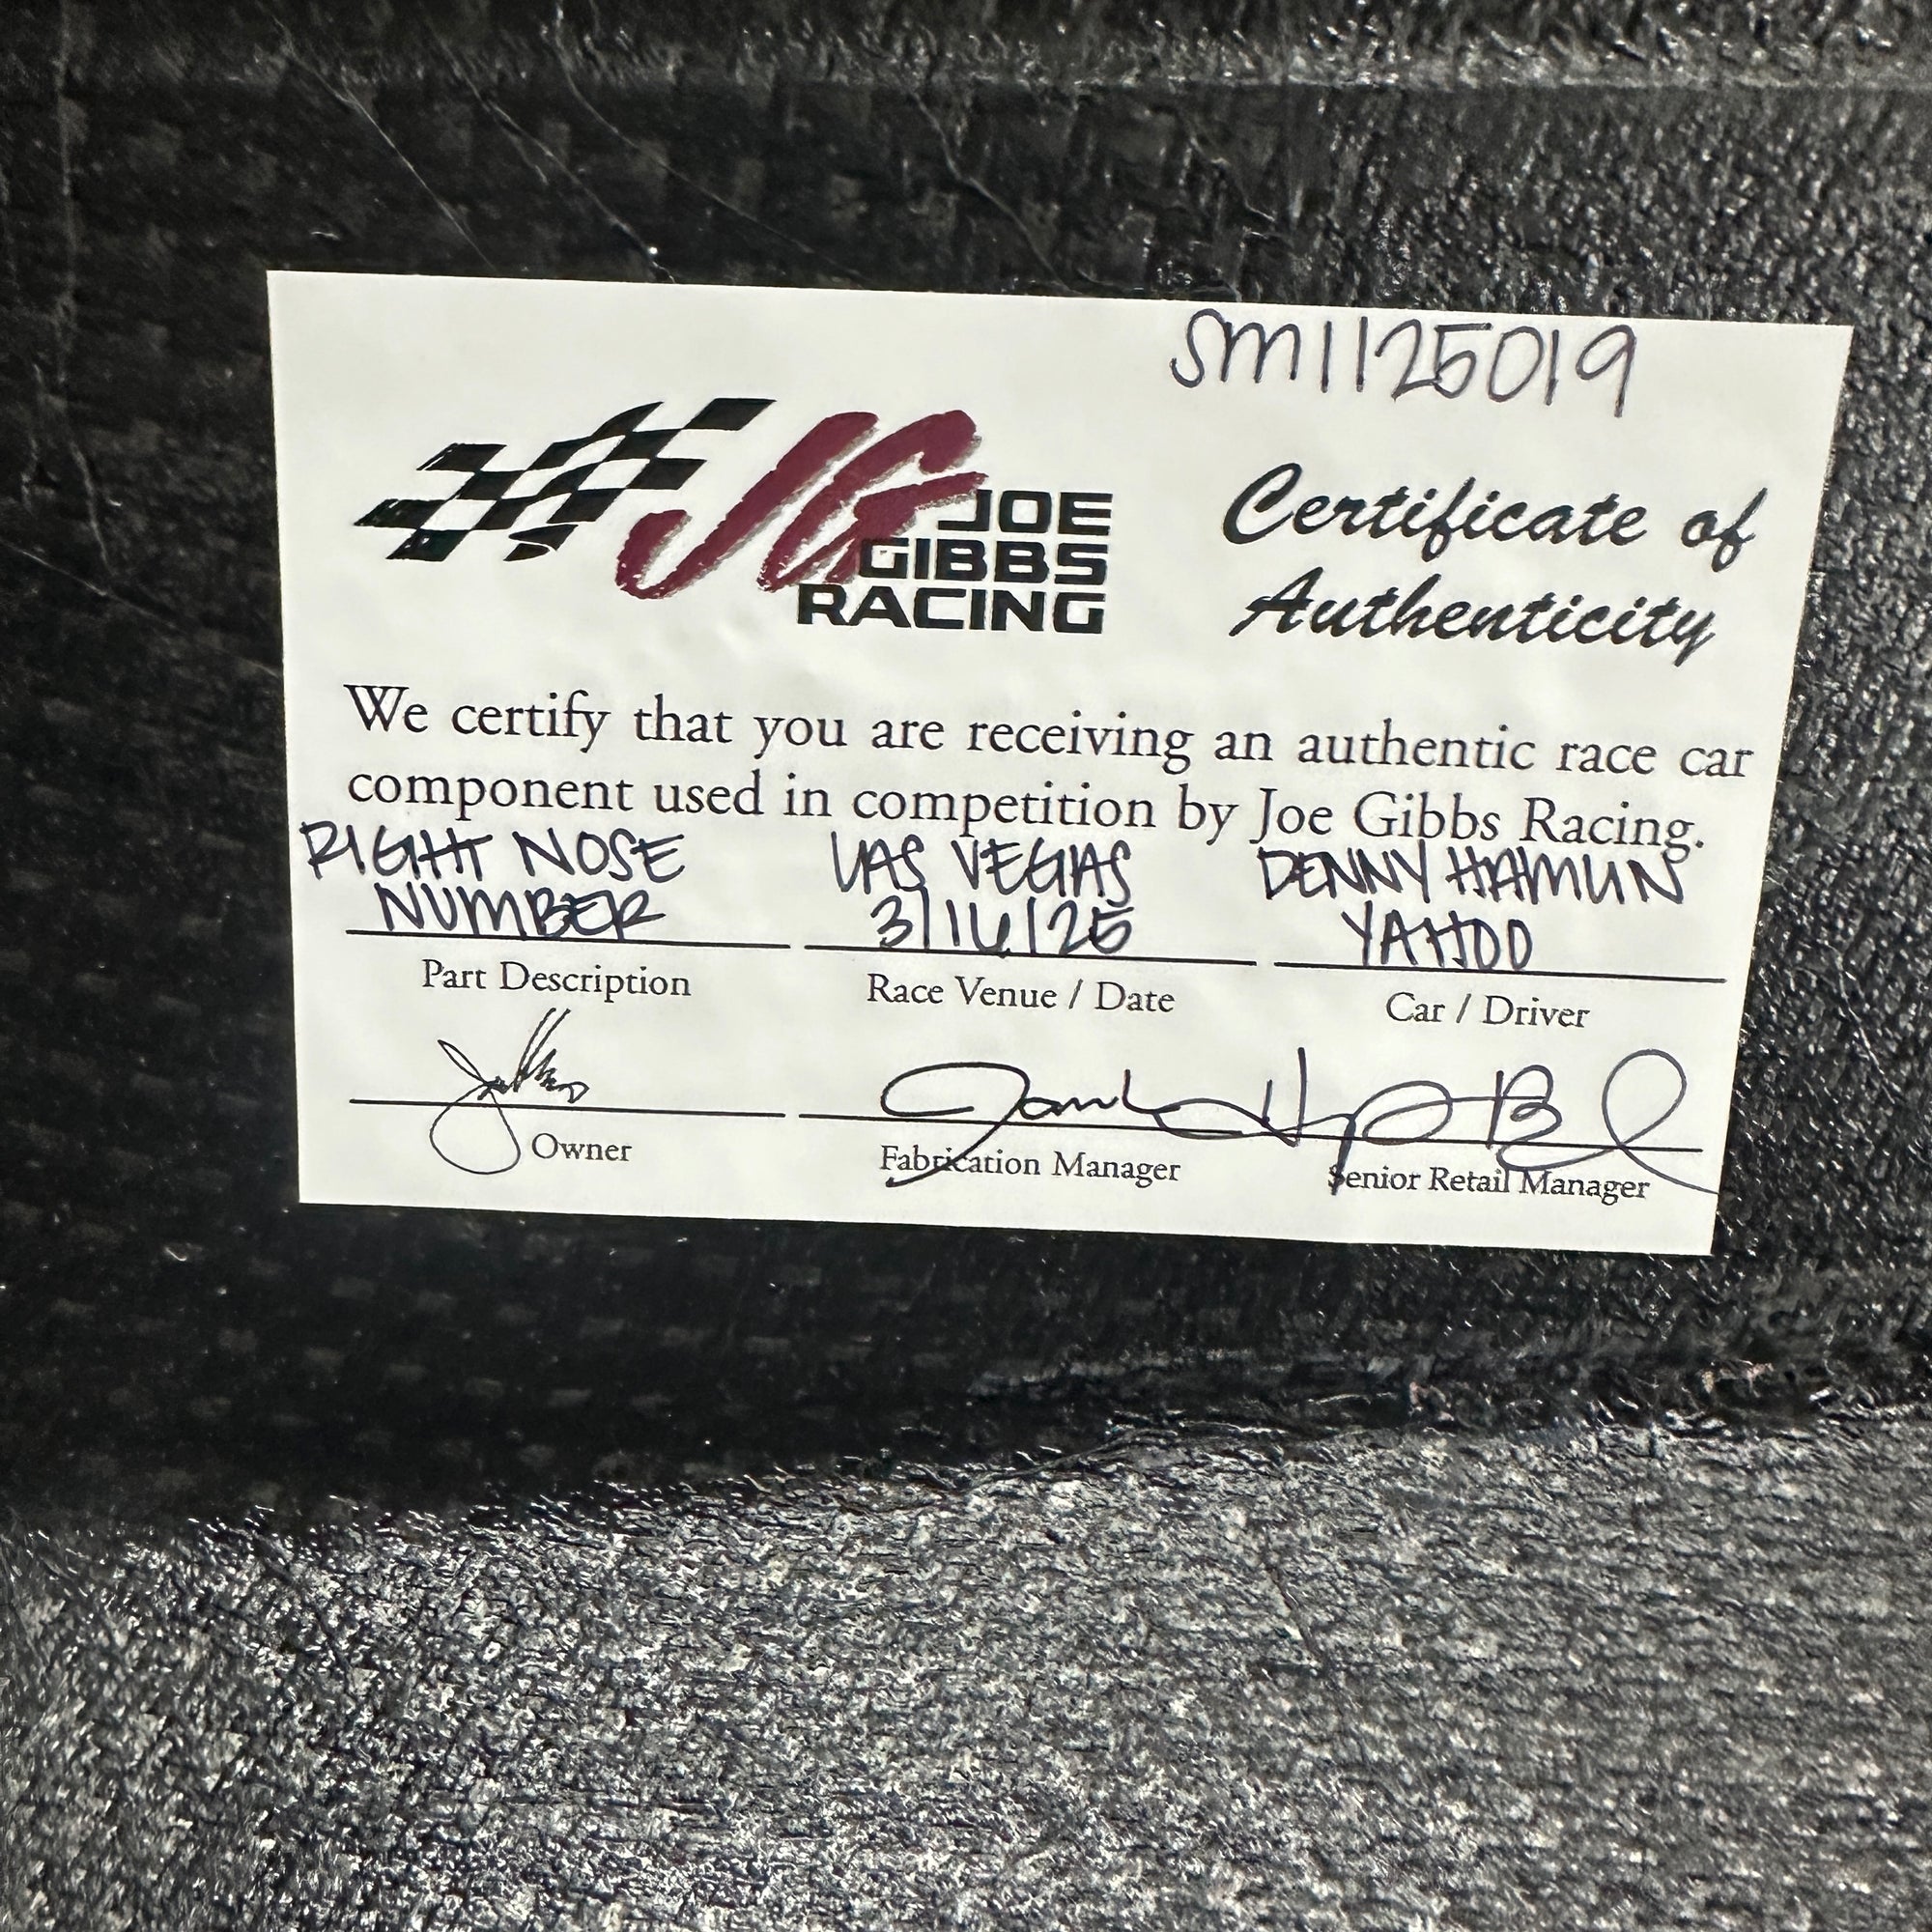 SM1125019
JG JOE
GIBBS
RACING
Certificate of
Authenticity
We certify that you are receiving an authentic race car
component used in competition by Joe Gibbs Racing.
RIGHT NOSE
NUMBER
LAS VEGAS
3/16/25
DENNY HAMLIN
YAHOO
Part Description
Race Venue / Date
Car / Driver
Owner
Fabrication Manager
Senior Retail Manager